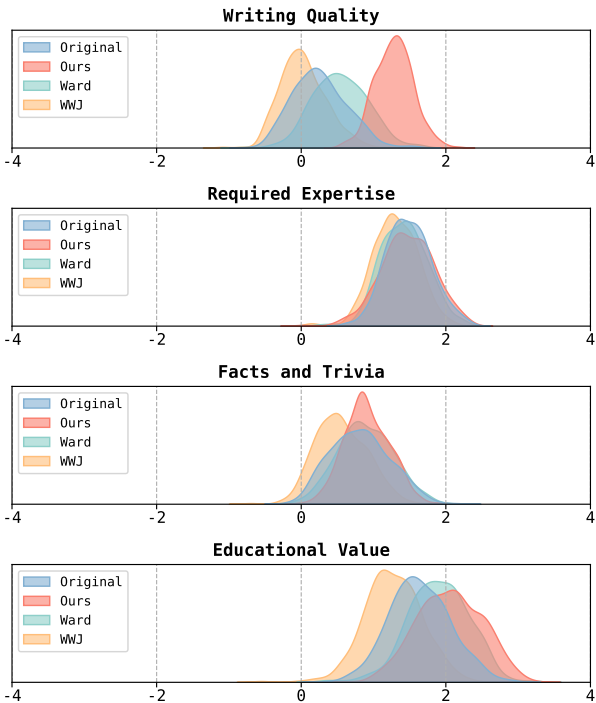 Writing Quality
Original
Ours
Ward
WWJ
-4 -2 0 2 4
Required Expertise
Original
Ours
Ward
WWJ
-4 -2 0 2 4
Facts and Trivia
Original
Ours
Ward
WWJ
-4 -2 0 2 4
Educational Value
Original
Ours
Ward
WWJ
-4 -2 0 2 4